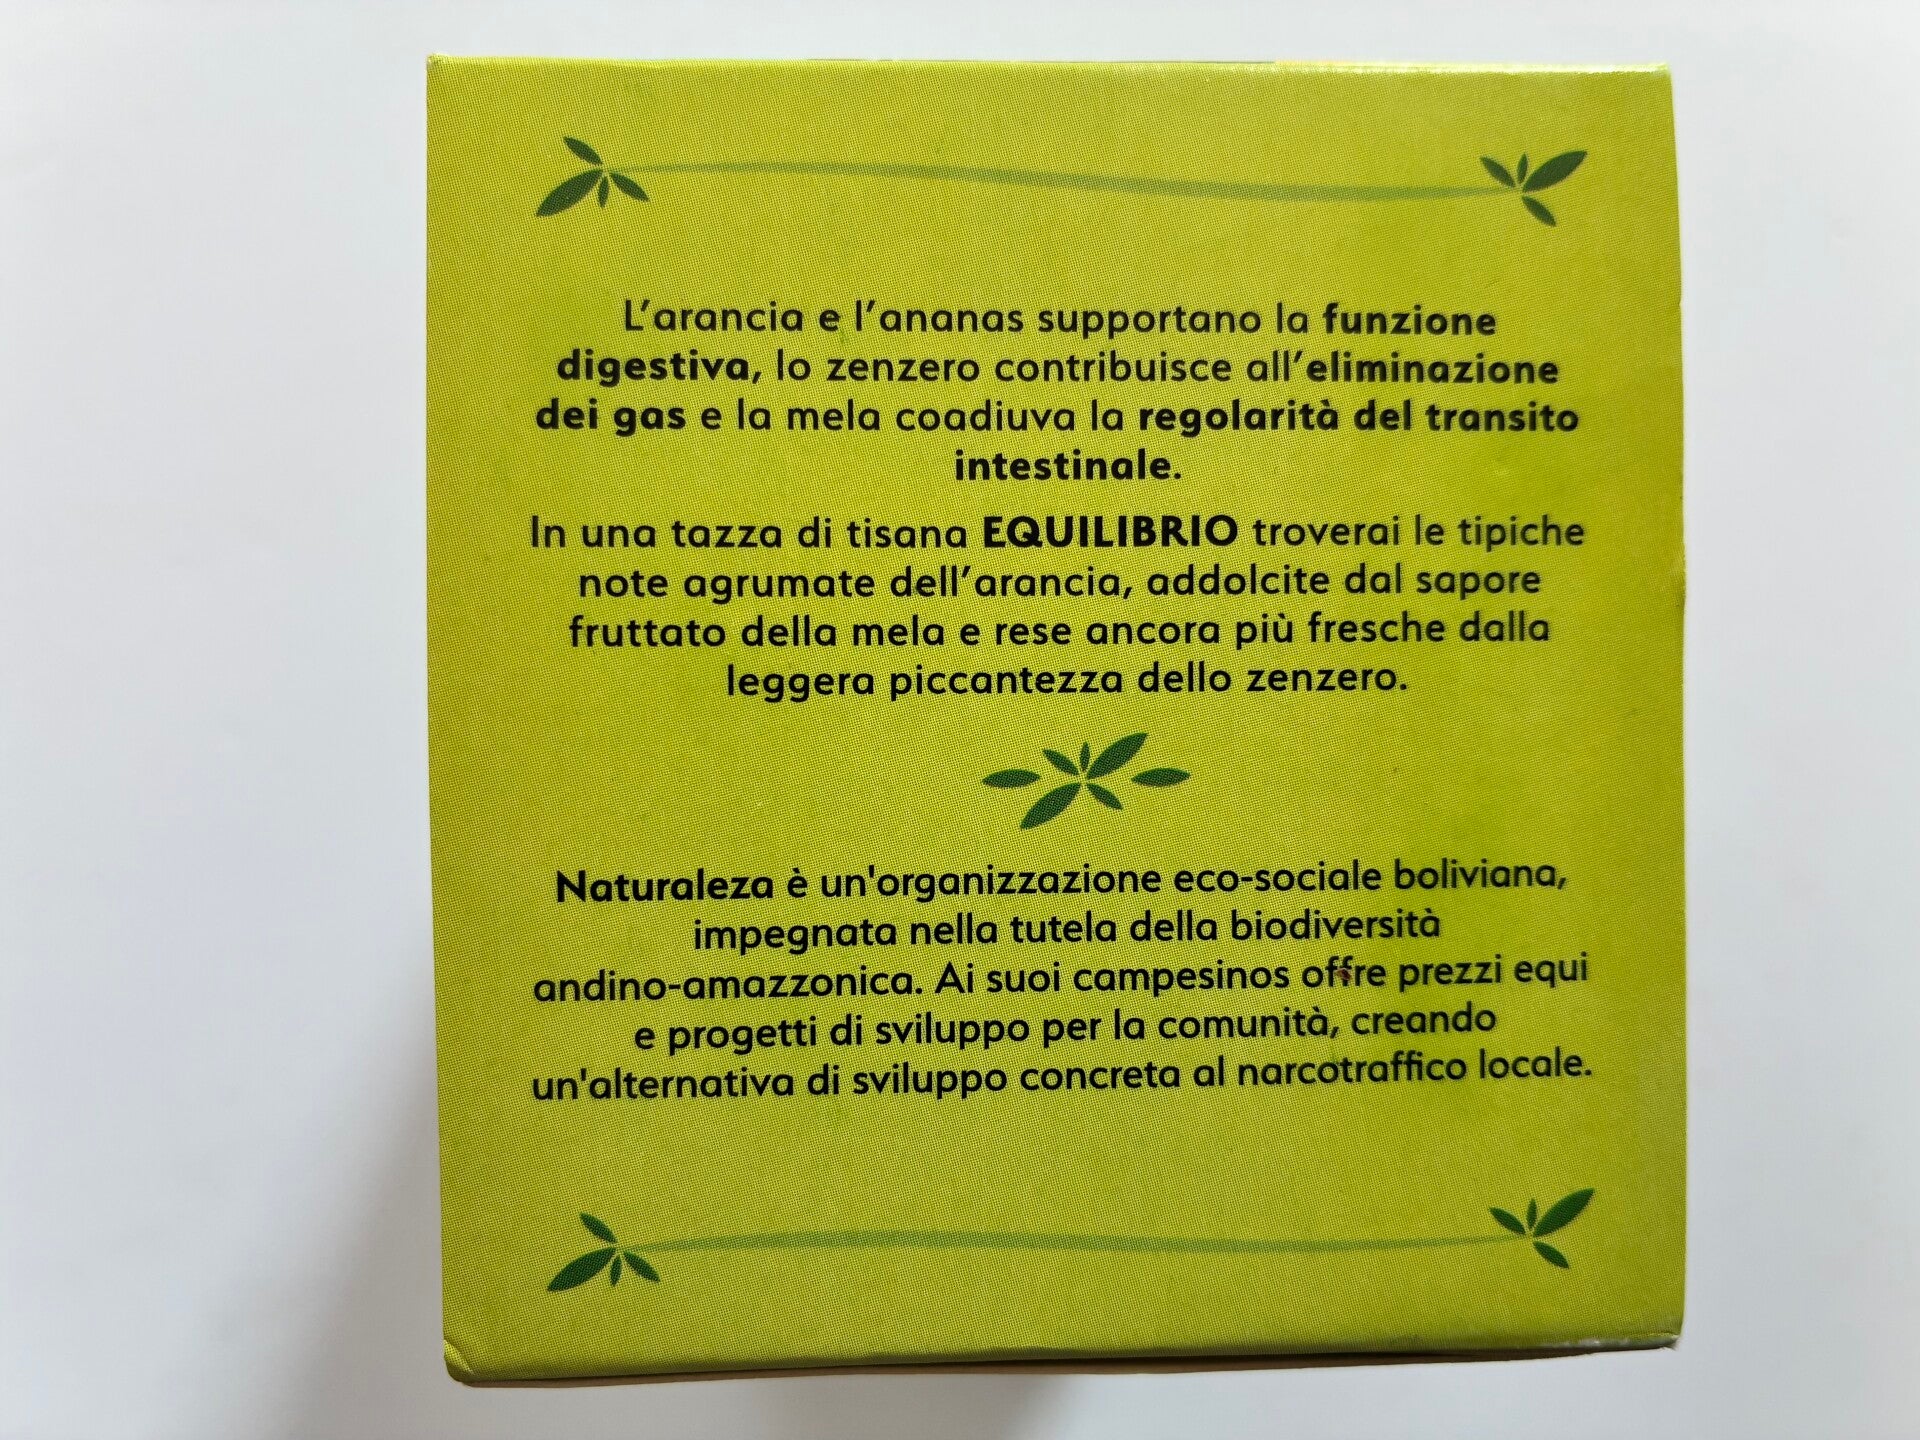 L'arancia e l'ananas supportano la funzione
digestiva, lo zenzero contribuisce all'eliminazione
dei gas e la mela coadiuva la regolarità del transito
intestinale.
In una tazza di tisana EQUILIBRIO troverai le tipiche
note agrumate dell'arancia, addolcite dal sapore
fruttato della mela e rese ancora più fresche dalla
leggera piccantezza dello zenzero.
Naturaleza è un'organizzazione eco-sociale boliviana,
impegnata nella tutela della biodiversità
andino-amazzonica. Ai suoi campesinos offre prezzi equi
e progetti di sviluppo per la comunità, creando
un'alternativa di sviluppo concreta al narcotraffico locale.